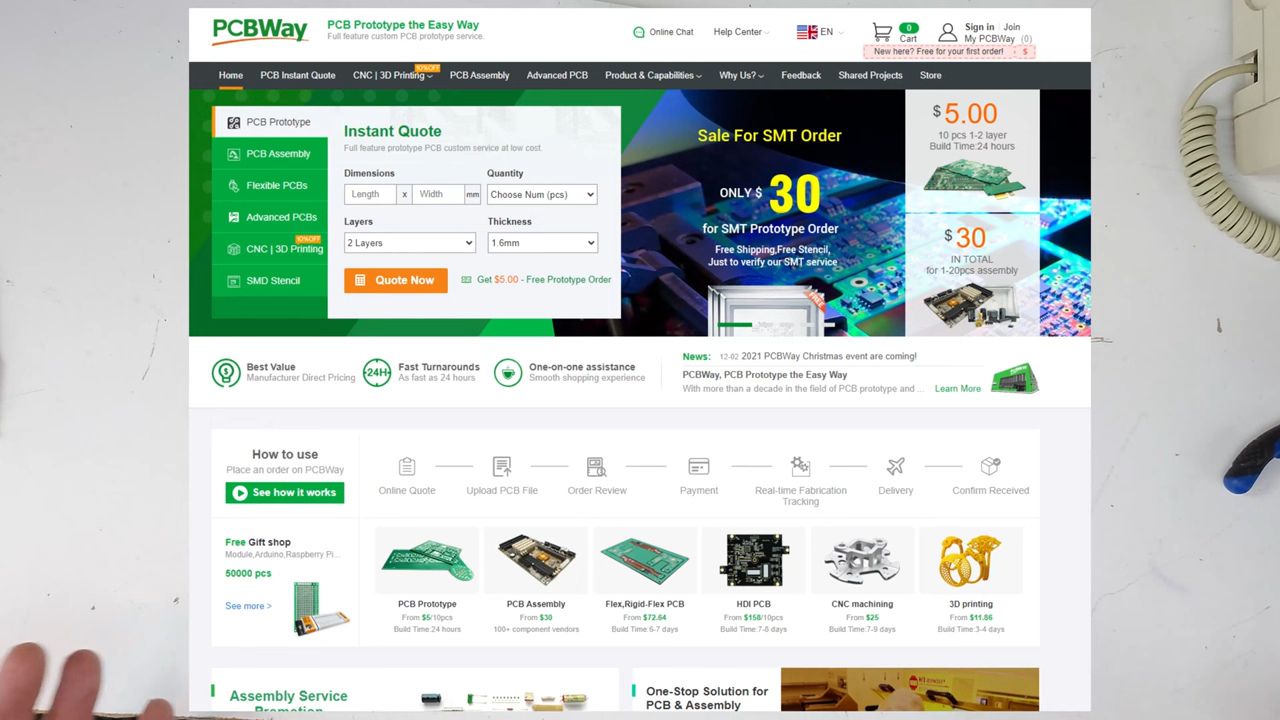 PCBWay
PCB Prototype the Easy Way
Full feature custom PCB prototype service.
Online Chat
Help Center
EN
0
Cart
Sign in
Join
My PCBWay
(0)
New here? Free for your first order! - $
Home
PCB Instant Quote
CNC | 3D Printing
10%OFF
PCB Assembly
Advanced PCB
Product & Capabilities
Why Us?
Feedback
Shared Projects
Store
PCB Prototype
PCB Assembly
Flexible PCBs
Advanced PCBs
10%OFF
CNC | 3D Printing
SMD Stencil
Instant Quote
Full feature prototype PCB custom service at low cost.
Dimensions
Quantity
Length
x
Width
mm
Choose Num (pcs)
Layers
Thickness
2 Layers
1.6mm
Quote Now
Get $5.00 - Free Prototype Order
Sale For SMT Order
ONLY $ 30
for SMT Prototype Order
Free Shipping,Free Stencil,
Just to verify our SMT service
FREE
$ 5.00
10 pcs 1-2 layer
Build Time:24 hours
$ 30
IN TOTAL
for 1-20pcs assembly
Best Value
Manufacturer Direct Pricing
24H
Fast Turnarounds
As fast as 24 hours
One-on-one assistance
Smooth shopping experience
News:
12-02 2021 PCBWay Christmas event are coming!
PCBWay, PCB Prototype the Easy Way
With more than a decade in the field of PCB prototype and ...
Learn More
How to use
Place an order on PCBWay
See how it works
Online Quote
Upload PCB File
Order Review
Payment
Real-time Fabrication
Tracking
Delivery
Confirm Received
Free Gift shop
Module,Arduino,Raspberry Pi...
50000 pcs
See more >
PCB Prototype
From $5/10pcs
Build Time:24 hours
PCB Assembly
From $30
100+ component vendors
Flex,Rigid-Flex PCB
From $72.64
Build Time:6-7 days
HDI PCB
From $158/10pcs
Build Time:7-8 days
CNC machining
From $25
Build Time:7-9 days
3D printing
From $11.86
Build Time:3-4 days
Assembly Service
Promotion
One-Stop Solution for
PCB & Assembly